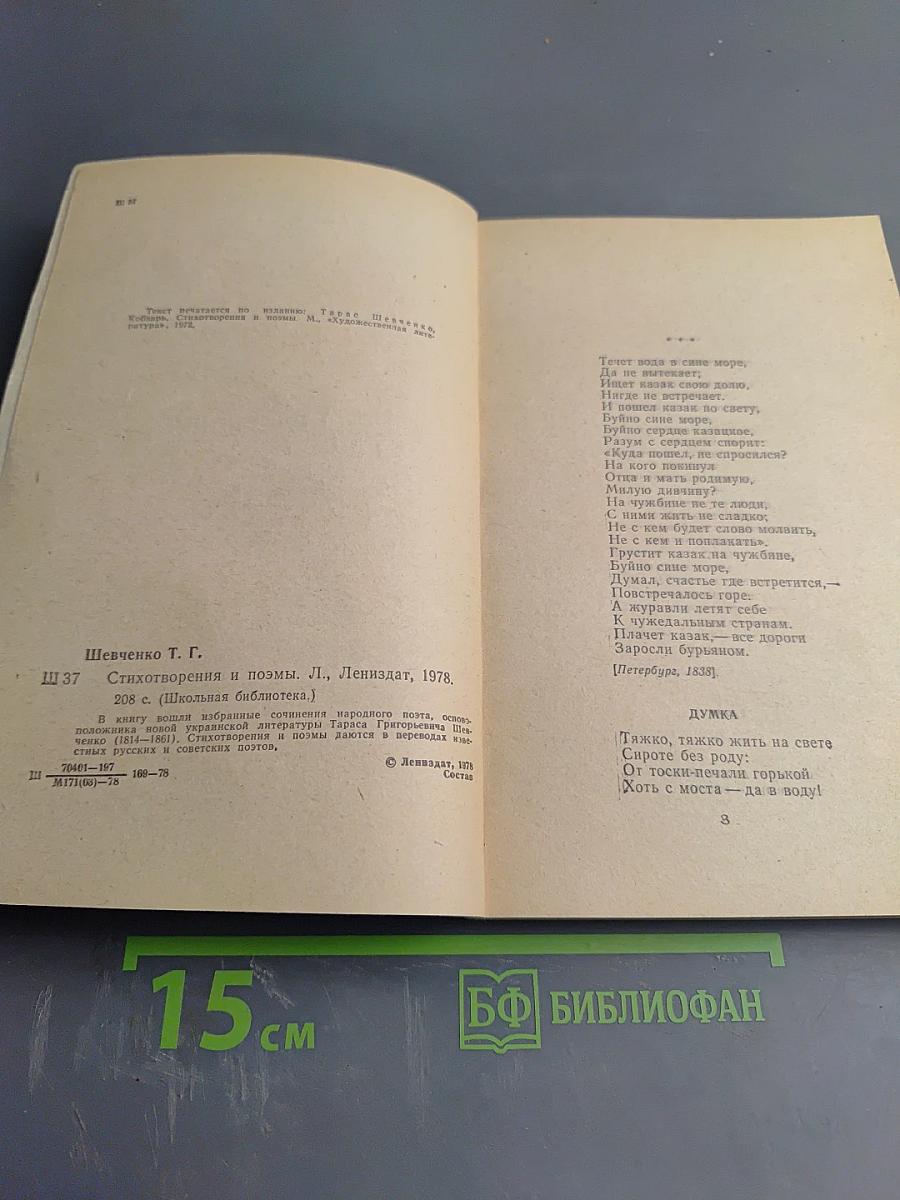 Ш 37
Текст печатается по изданию: Тарас Шевченко,
Кобзарь. Стихотворения и поэмы. М., «Художественная лите-
ратура», 1972.
Шевченко Т. Г.
Ш 37 Стихотворения и поэмы. Л., Лениздат, 1978.
208 с. (Школьная библиотека.)
В книгу вошли избранные сочинения народного поэта, осново-
положника новой украинской литературы Тараса Григорьевича Шев-
ченко (1814—1861). Стихотворения и поэмы даются в переводах изве-
стных русских и советских поэтов.
Ш 70401—197
М171(03)—78 169—78
© Лениздат, 1978
Состав
* * *
Течет вода в сине море,
Да не вытекает;
Ищет казак свою долю,
Нигде не встречает.
И пошел казак по свету,
Буйно сине море,
Буйно сердце казацкое,
Разум с сердцем спорит:
«Куда пошел, не спросился?
На кого покинул
Отца и мать родимую,
Милую дивчину?
На чужбине не те люди,
С ними жить не сладко;
Не с кем будет слово молвить,
Не с кем и поплакать».
Грустит казак на чужбине,
Буйно сине море,
Думал, счастье где встретится,—
Повстречалось горе.
А журавли летят себе
К чужедальным странам.
Плачет казак,— все дороги
Заросли бурьяном.
[Петербург, 1838].
ДУМКА
Тяжко, тяжко жить на свете
Сироте без роду:
От тоски-печали горькой
Хоть с моста — да в воду!
3
15 см
БФ БИБЛИОФАН